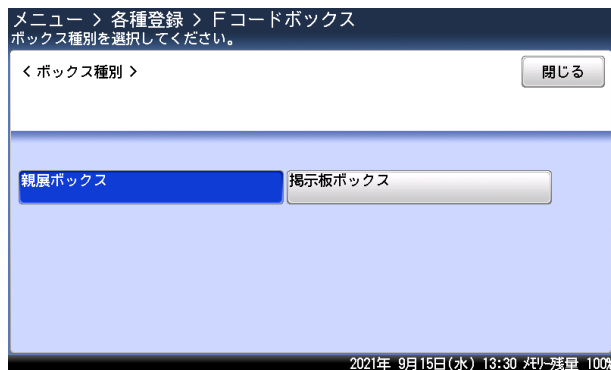 メニュー > 各種登録 > Fコードボックス
ボックス種別を選択してください。
< ボックス種別 >
閉じる
親展ボックス
掲示板ボックス
2021年 9月15日(水) 13:30 メモリー残量 100%